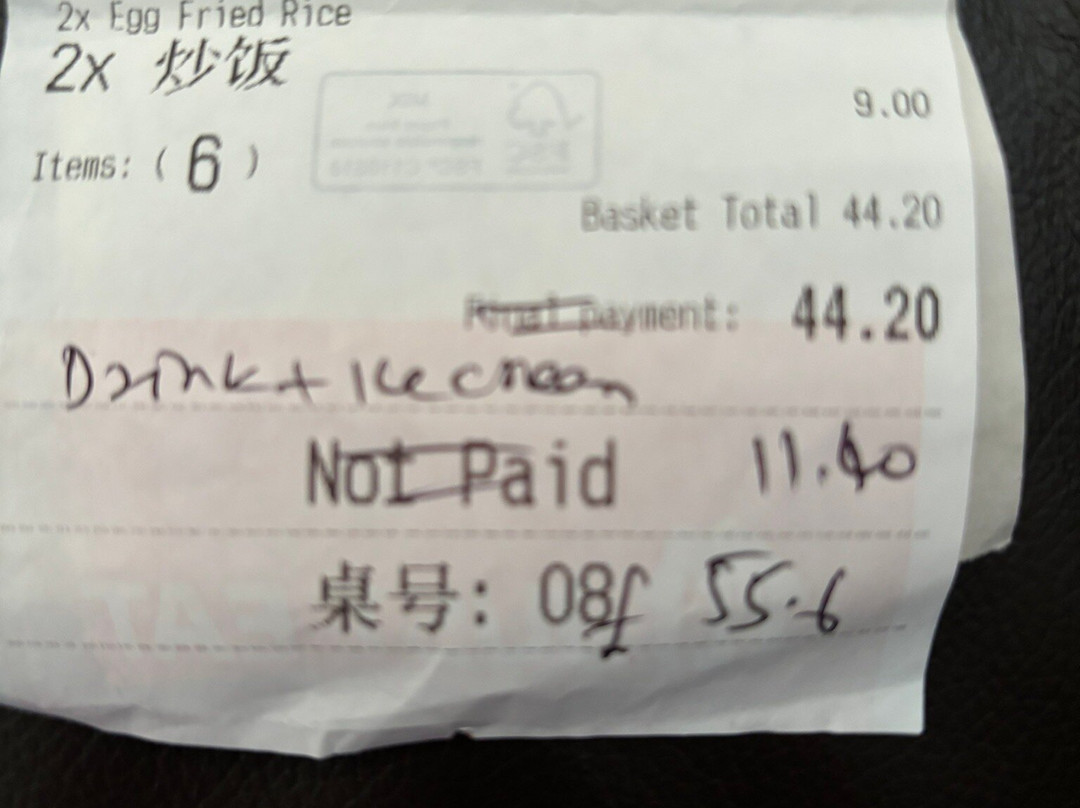 2x Egg Fried Rice
2x 炒饭
9.00
Items: ( 6 )
Basket Total 44.20
Final payment: 44.20
Drink + Ice cream
Not Paid 11.40
桌号: 08 £ 55.6